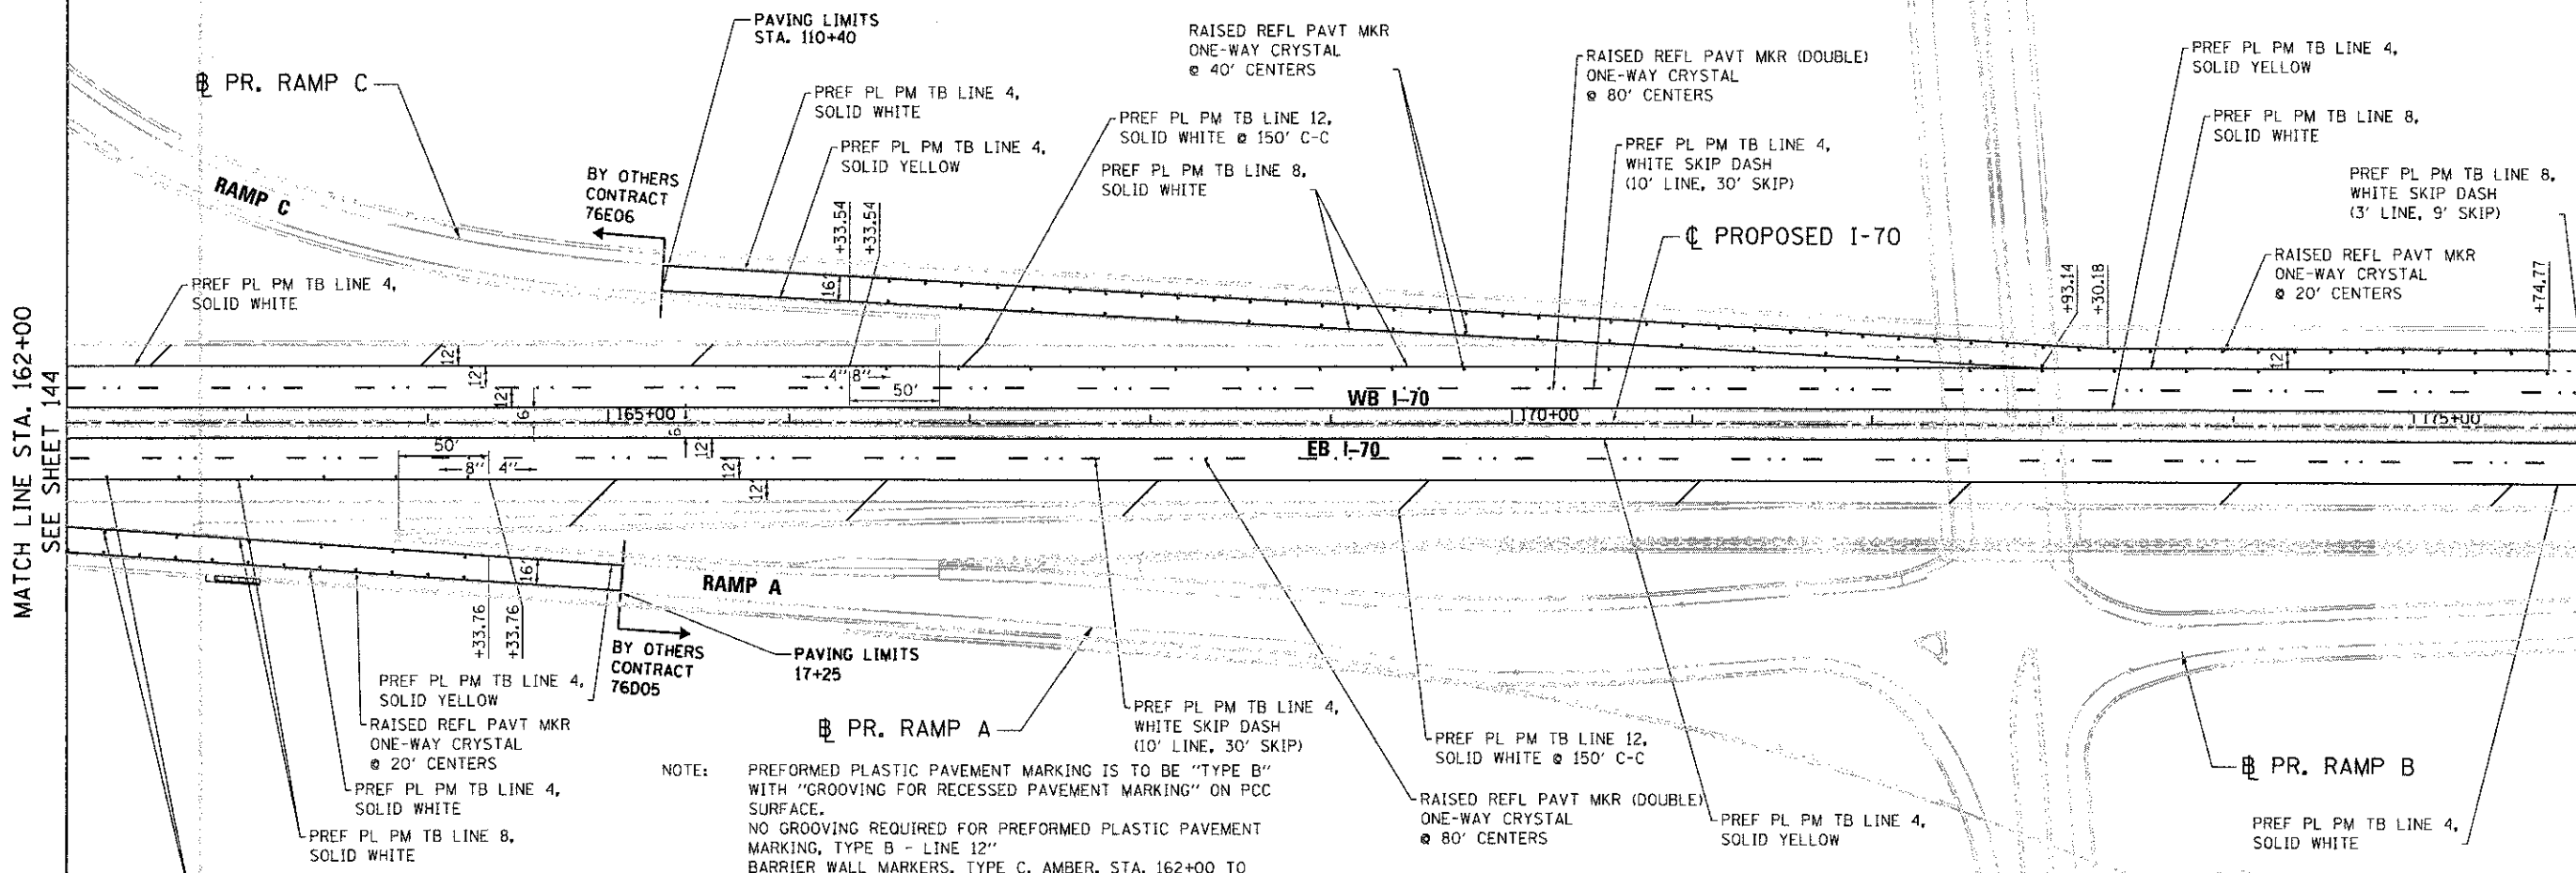 PAVING LIMITS
STA. 110+40
RAISED REFL PAVT MKR
ONE-WAY CRYSTAL
@ 40' CENTERS
RAISED REFL PAVT MKR (DOUBLE)
ONE-WAY CRYSTAL
@ 80' CENTERS
PREF PL PM TB LINE 4,
SOLID YELLOW
℄ PR. RAMP C
PREF PL PM TB LINE 4,
SOLID WHITE
PREF PL PM TB LINE 12,
SOLID WHITE @ 150' C-C
PREF PL PM TB LINE 8,
SOLID WHITE
PREF PL PM TB LINE 4,
SOLID YELLOW
PREF PL PM TB LINE 4,
WHITE SKIP DASH
(10' LINE, 30' SKIP)
PREF PL PM TB LINE 8,
SOLID WHITE
PREF PL PM TB LINE 8,
WHITE SKIP DASH
(3' LINE, 9' SKIP)
RAMP C
BY OTHERS
CONTRACT
76E06
+33.54
+33.54
16'
℄ PROPOSED I-70
RAISED REFL PAVT MKR
ONE-WAY CRYSTAL
@ 20' CENTERS
+93.14
+30.18
+74.77
PREF PL PM TB LINE 4,
SOLID WHITE
MATCH LINE STA. 162+00
SEE SHEET 144
12'
12'
12'
6'
4"
8"
50'
12'
WB I-70
165+00
170+00
175+00
EB I-70
50'
8"
4"
6'
12'
12'
12'
16'
RAMP A
+33.76
+33.76
BY OTHERS
CONTRACT
76D05
PAVING LIMITS
17+25
PREF PL PM TB LINE 4,
SOLID YELLOW
RAISED REFL PAVT MKR
ONE-WAY CRYSTAL
@ 20' CENTERS
PREF PL PM TB LINE 4,
SOLID WHITE
PREF PL PM TB LINE 8,
SOLID WHITE
℄ PR. RAMP A
PREF PL PM TB LINE 4,
WHITE SKIP DASH
(10' LINE, 30' SKIP)
PREF PL PM TB LINE 12,
SOLID WHITE @ 150' C-C
RAISED REFL PAVT MKR (DOUBLE)
ONE-WAY CRYSTAL
@ 80' CENTERS
PREF PL PM TB LINE 4,
SOLID YELLOW
℄ PR. RAMP B
PREF PL PM TB LINE 4,
SOLID WHITE
NOTE: PREFORMED PLASTIC PAVEMENT MARKING IS TO BE "TYPE B"
WITH "GROOVING FOR RECESSED PAVEMENT MARKING" ON PCC
SURFACE.
NO GROOVING REQUIRED FOR PREFORMED PLASTIC PAVEMENT
MARKING, TYPE B - LINE 12"
BARRIER WALL MARKERS, TYPE C, AMBER, STA. 162+00 TO